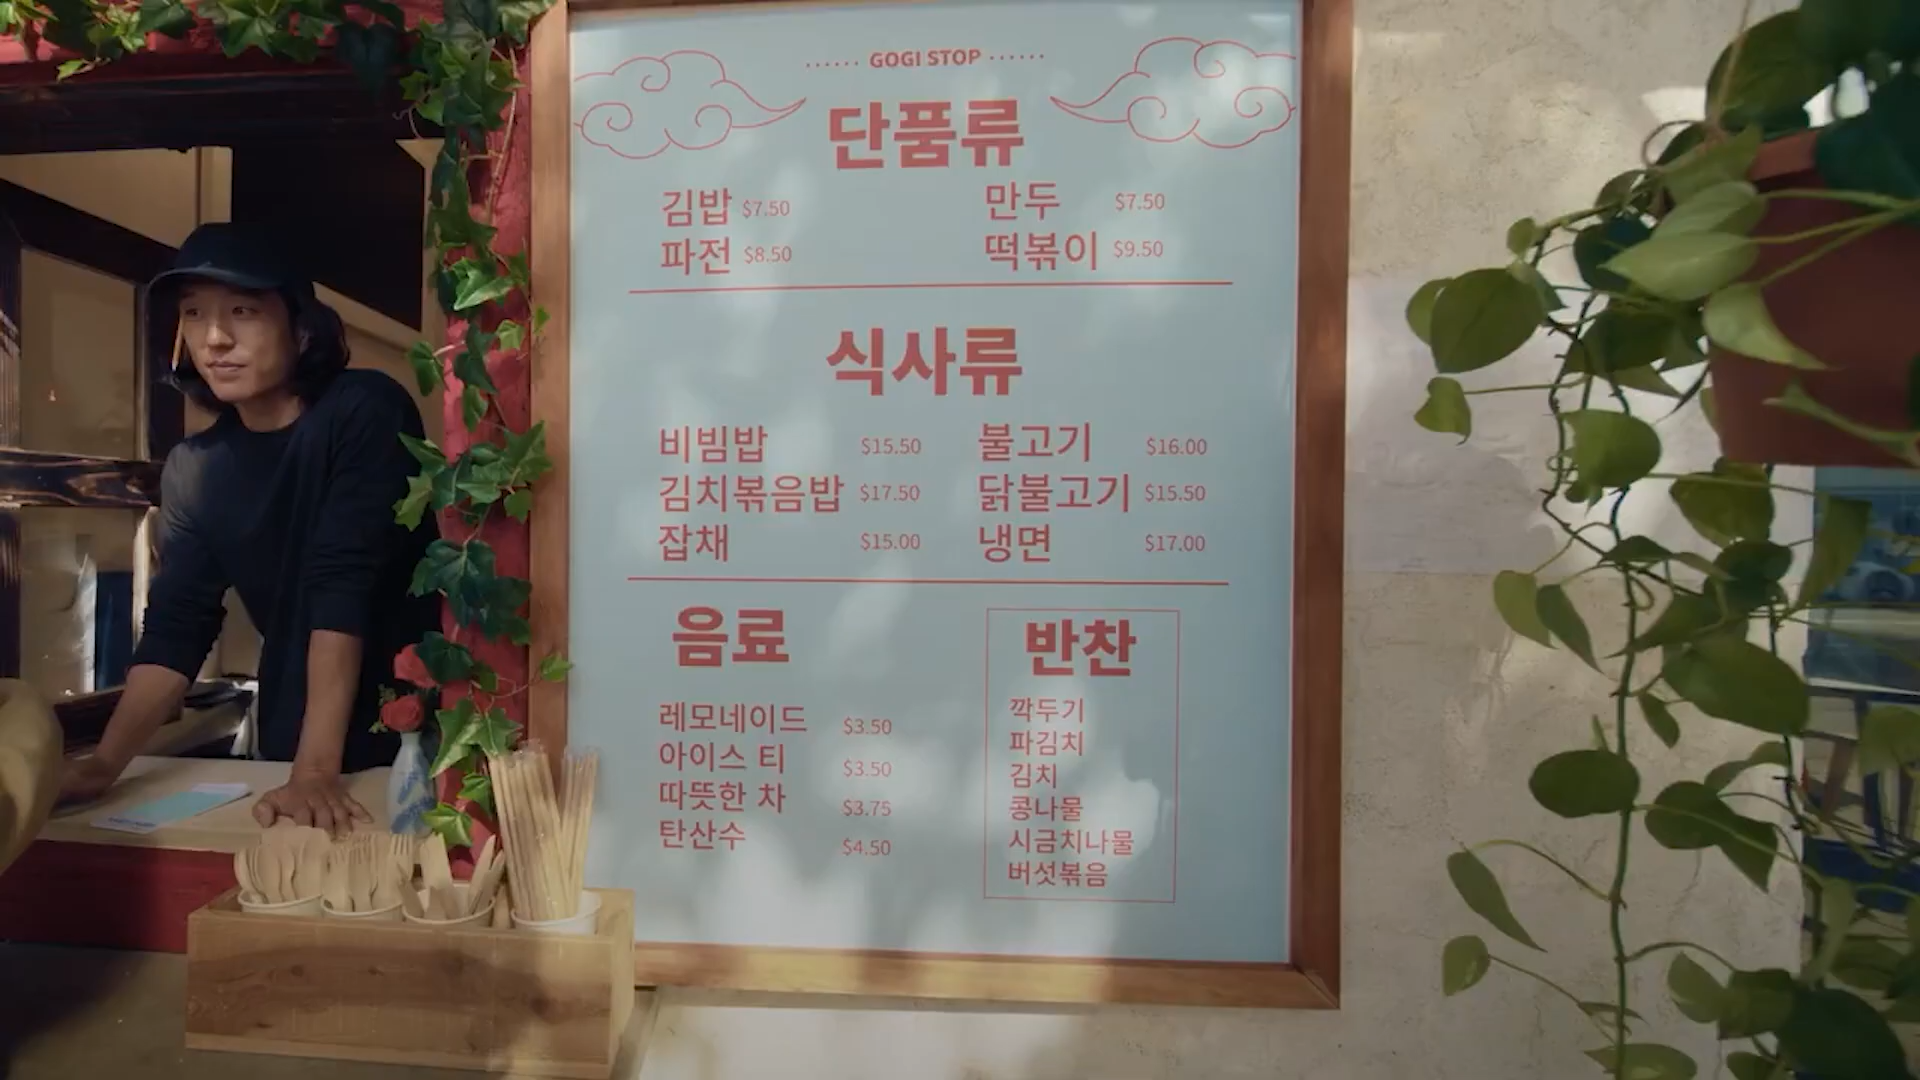 GOGI STOP
단품류
김밥 $7.50 만두 $7.50
파전 $8.50 떡볶이 $9.50
식사류
비빔밥 $15.50 불고기 $16.00
김치볶음밥 $17.50 닭불고기 $15.50
잡채 $15.00 냉면 $17.00
음료
레모네이드 $3.50
아이스 티 $3.50
따뜻한 차 $3.75
탄산수 $4.50
반찬
깍두기
파김치
김치
콩나물
시금치나물
버섯볶음